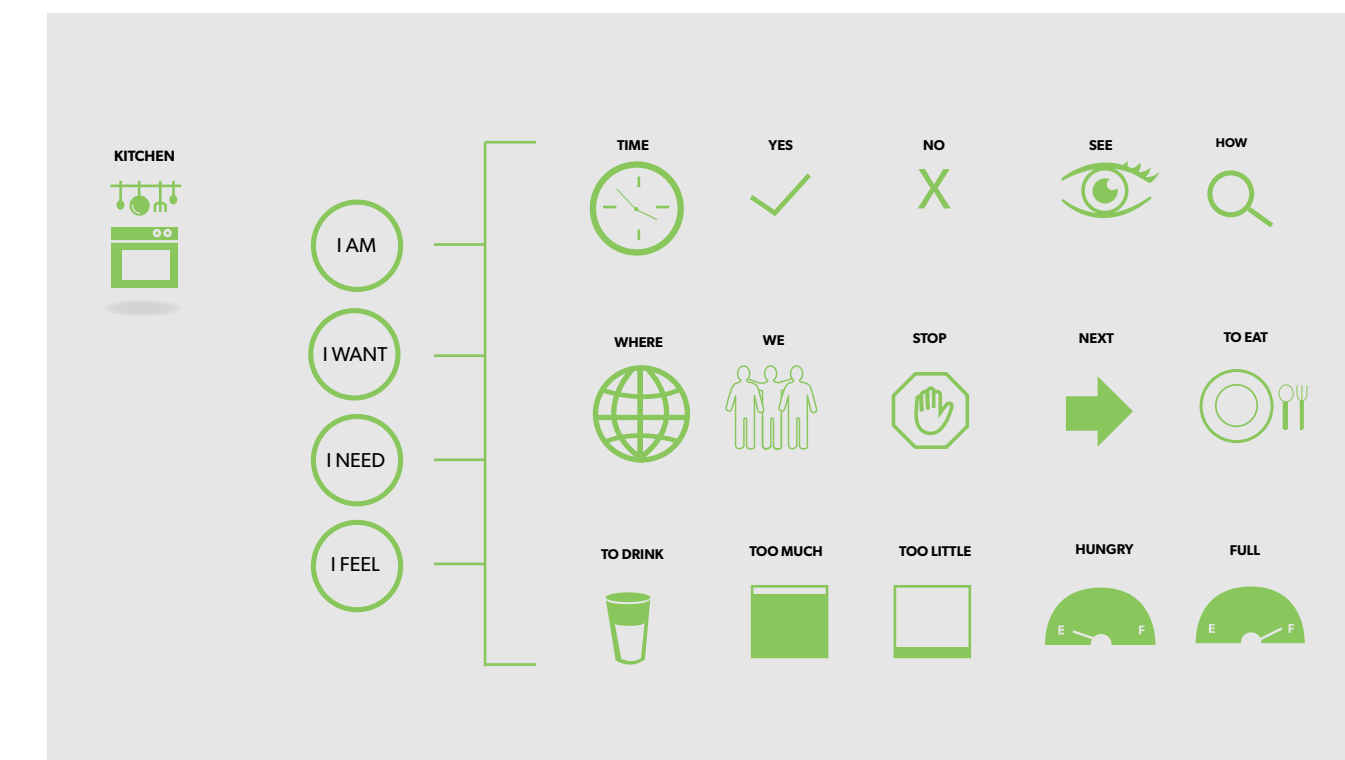 KITCHEN
I AM
I WANT
I NEED
I FEEL
TIME
YES
NO
SEE
HOW
WHERE
WE
STOP
NEXT
TO EAT
TO DRINK
TOO MUCH
TOO LITTLE
HUNGRY
FULL
X
E F
E F